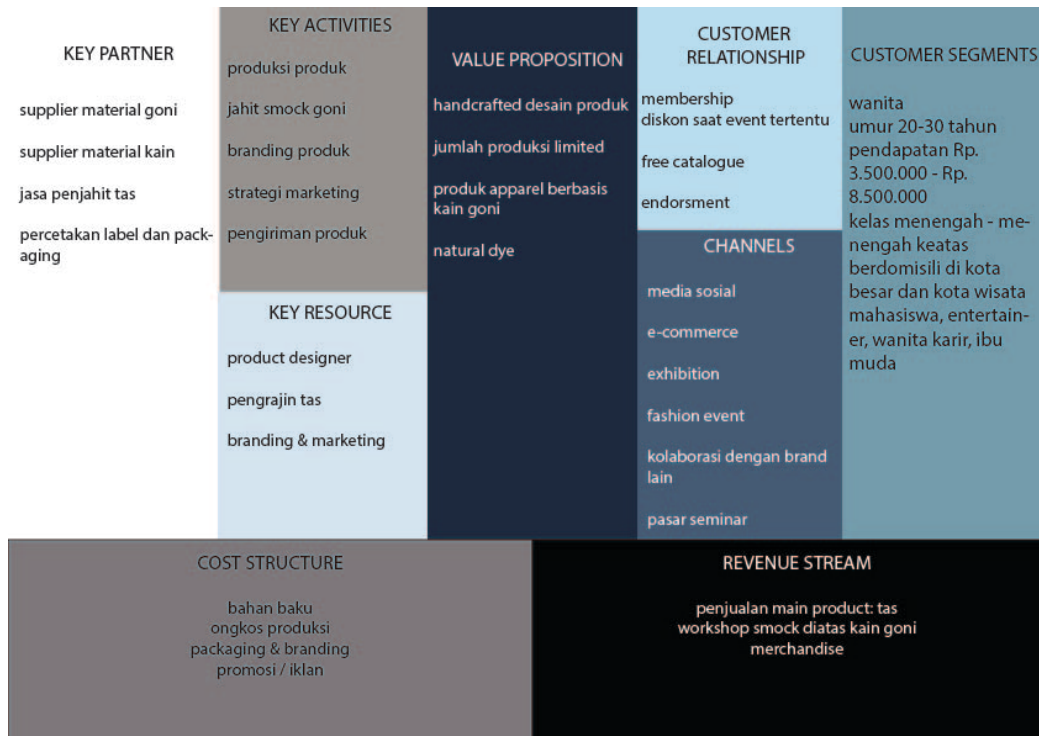 KEY PARTNER
supplier material goni
supplier material kain
jasa penjahit tas
percetakan label dan pack-
aging
KEY ACTIVITIES
produksi produk
jahit smock goni
branding produk
strategi marketing
pengiriman produk
KEY RESOURCE
product designer
pengrajin tas
branding & marketing
VALUE PROPOSITION
handcrafted desain produk
jumlah produksi limited
produk apparel berbasis
kain goni
natural dye
CUSTOMER
RELATIONSHIP
membership
diskon saat event tertentu
free catalogue
endorsment
CHANNELS
media sosial
e-commerce
exhibition
fashion event
kolaborasi dengan brand
lain
pasar seminar
CUSTOMER SEGMENTS
wanita
umur 20-30 tahun
pendapatan Rp.
3.500.000 - Rp.
8.500.000
kelas menengah - me-
nengah keatas
berdomisili di kota
besar dan kota wisata
mahasiswa, entertain-
er, wanita karir, ibu
muda
COST STRUCTURE
bahan baku
ongkos produksi
packaging & branding
promosi / iklan
REVENUE STREAM
penjualan main product: tas
workshop smock diatas kain goni
merchandise